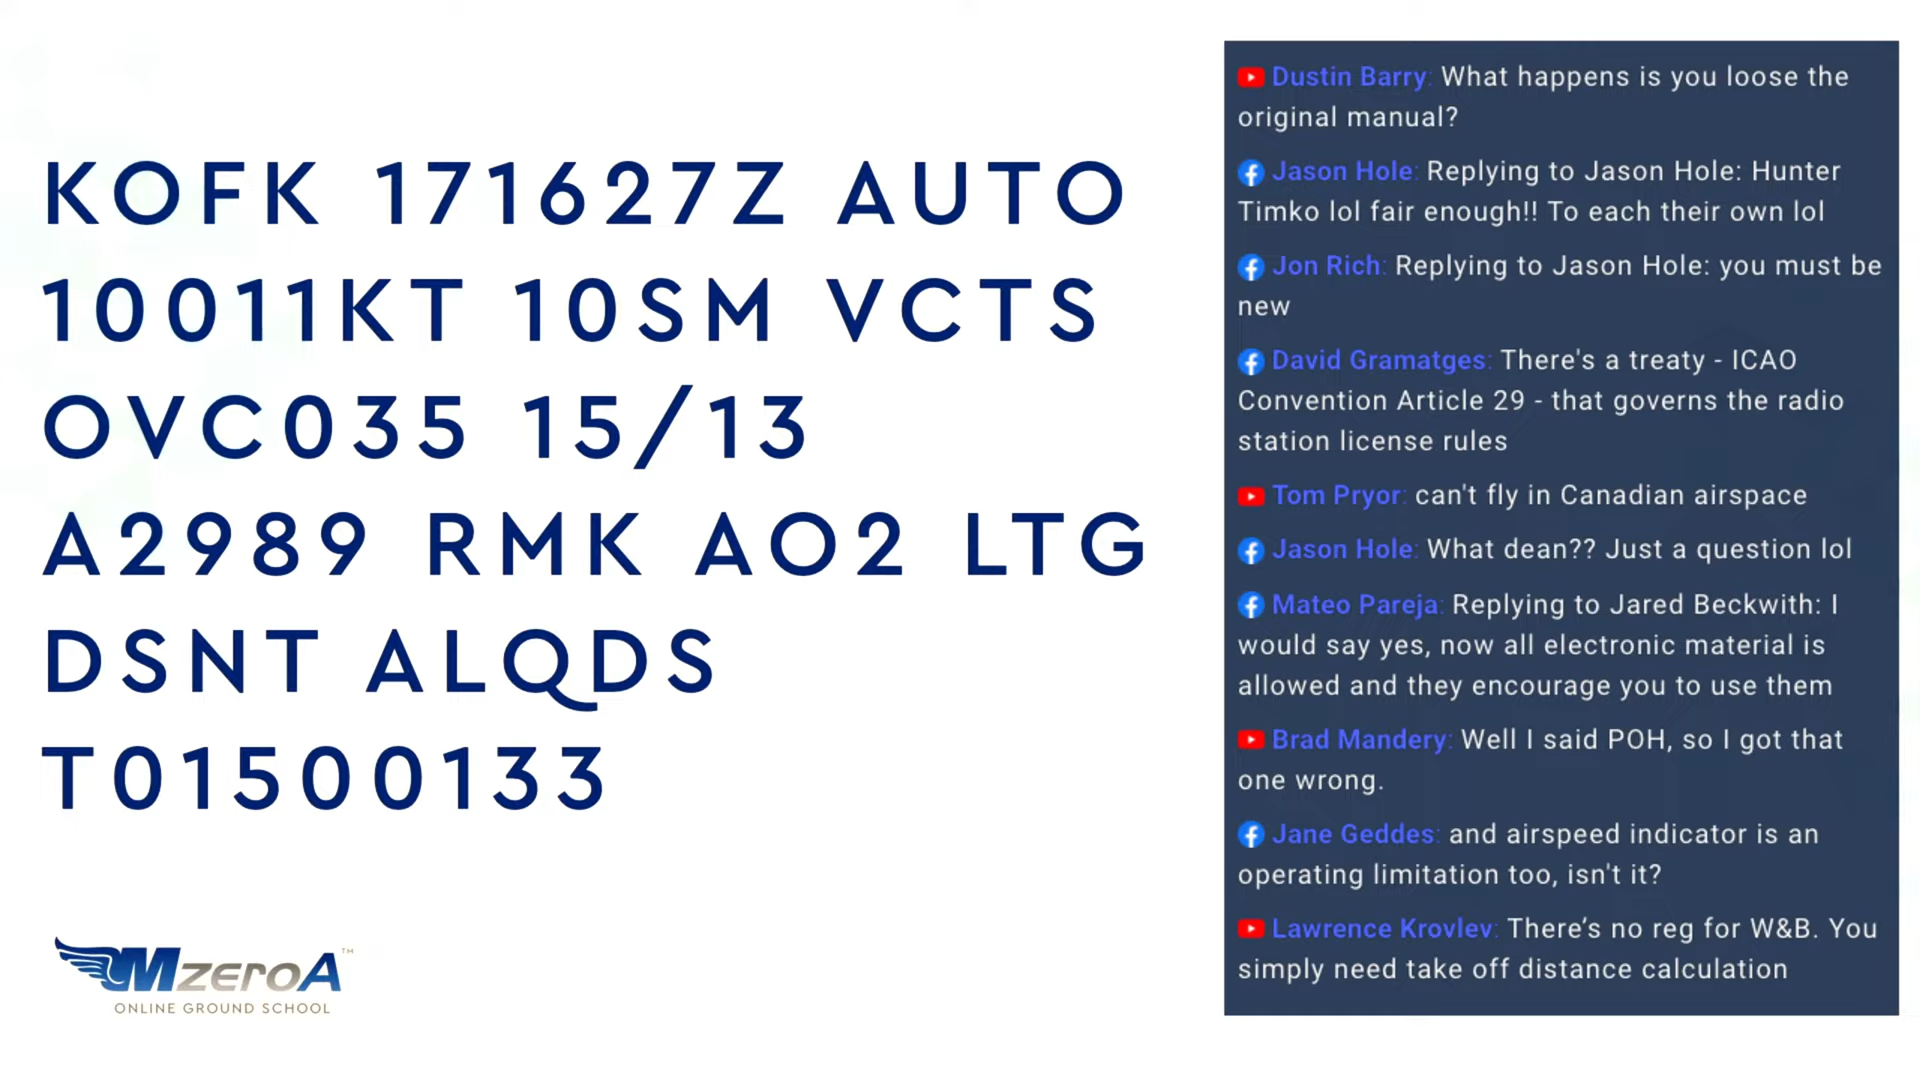 KOFK 171627Z AUTO
10011KT 10SM VCTS
OVC035 15/13
A2989 RMK AO2 LTG
DSNT ALQDS
T01500133
MzeroA™
ONLINE GROUND SCHOOL
Dustin Barry: What happens is you loose the
original manual?
Jason Hole: Replying to Jason Hole: Hunter
Timko lol fair enough!! To each their own lol
Jon Rich: Replying to Jason Hole: you must be
new
David Gramatges: There's a treaty - ICAO
Convention Article 29 - that governs the radio
station license rules
Tom Pryor: can't fly in Canadian airspace
Jason Hole: What dean?? Just a question lol
Mateo Pareja: Replying to Jared Beckwith: I
would say yes, now all electronic material is
allowed and they encourage you to use them
Brad Mandery: Well I said POH, so I got that
one wrong.
Jane Geddes: and airspeed indicator is an
operating limitation too, isn't it?
Lawrence Krovlev: There’s no reg for W&B. You
simply need take off distance calculation